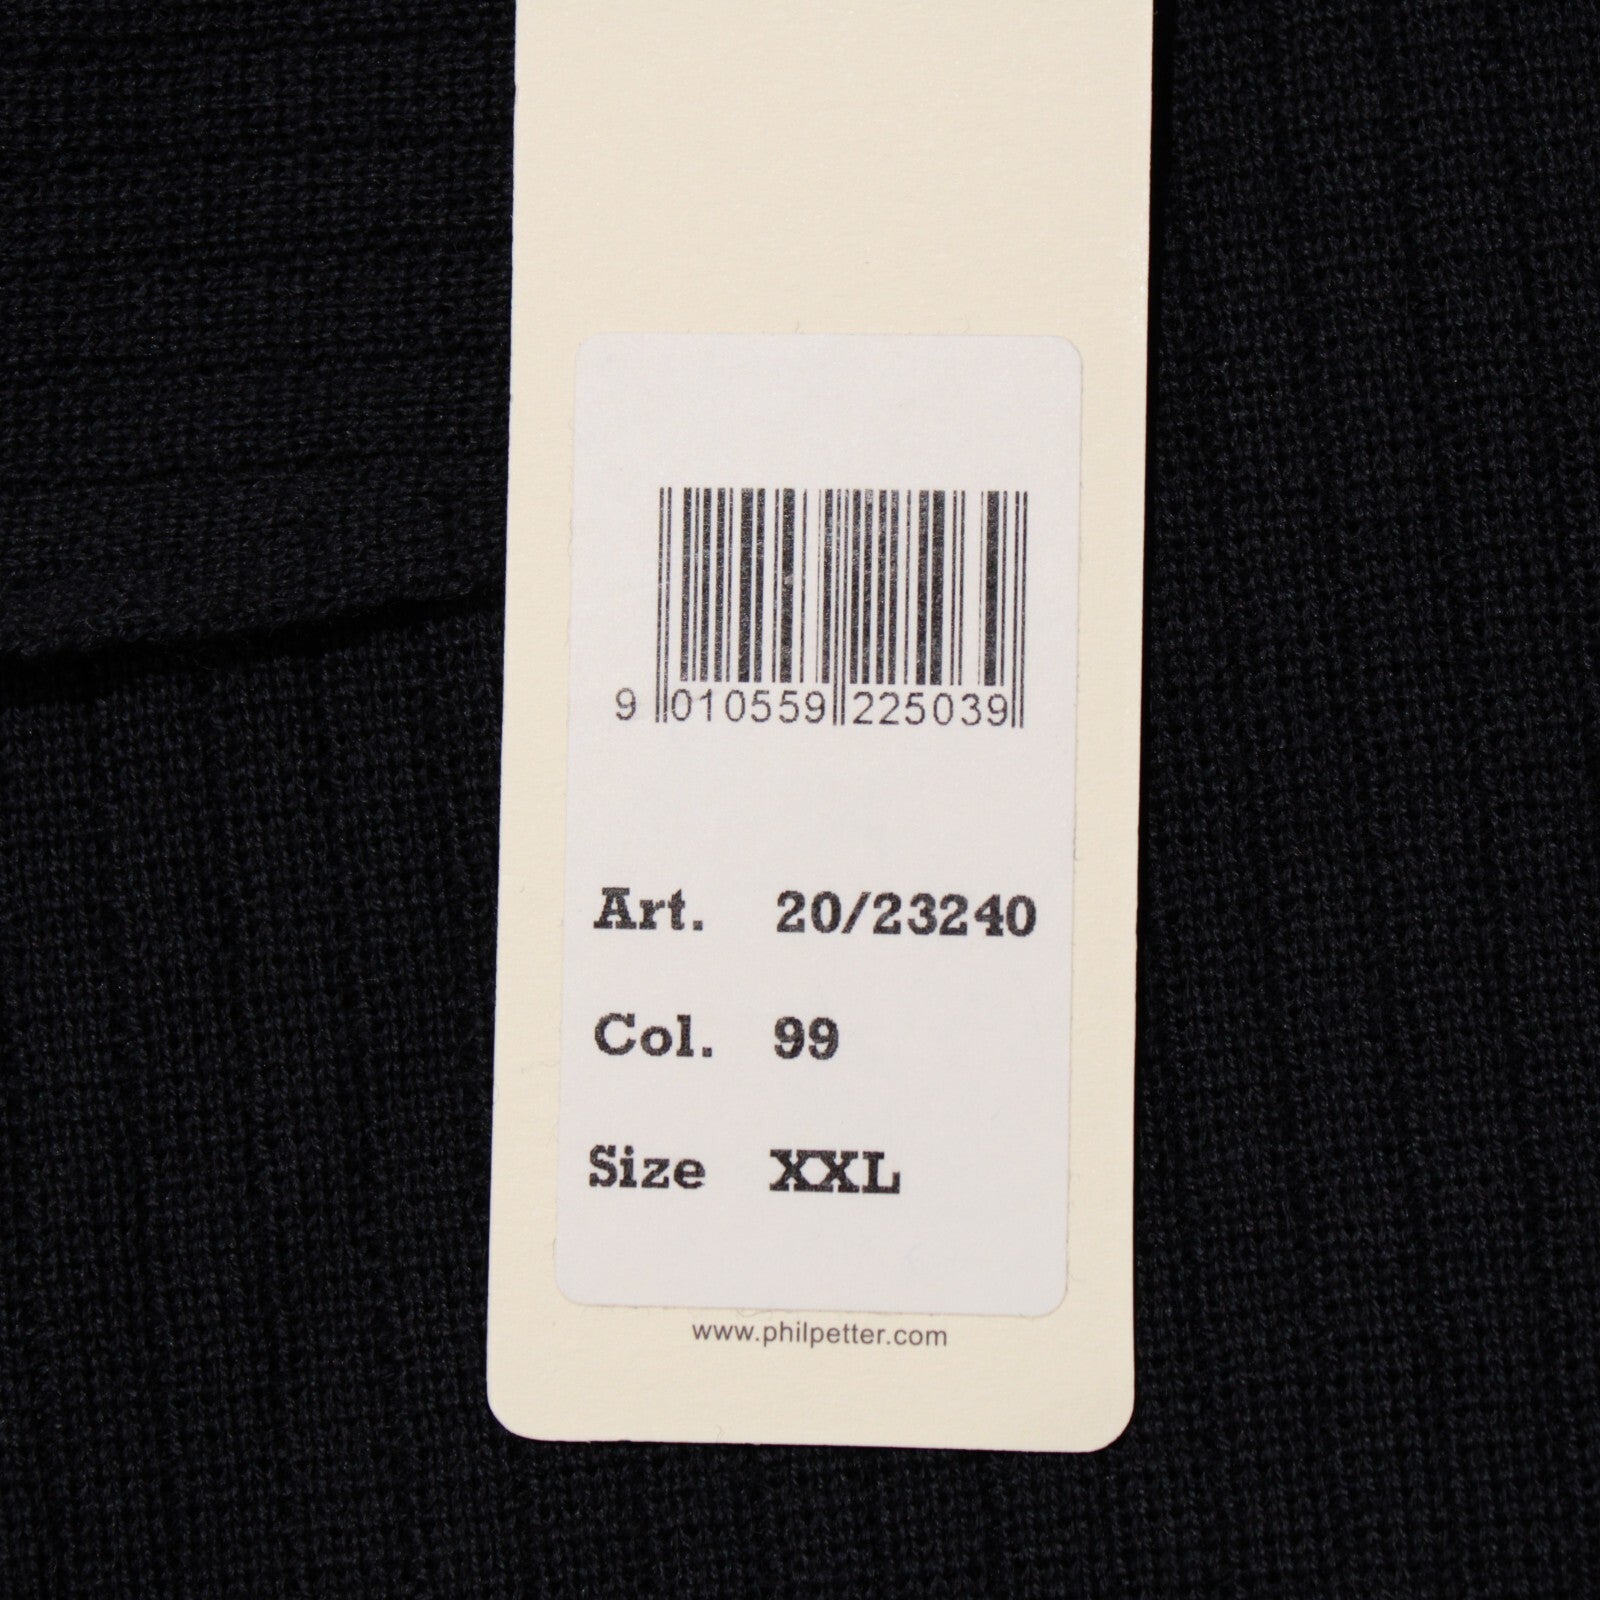 9 010559 225039
Art. 20/23240
Col. 99
Size XXL
www.philpetter.com